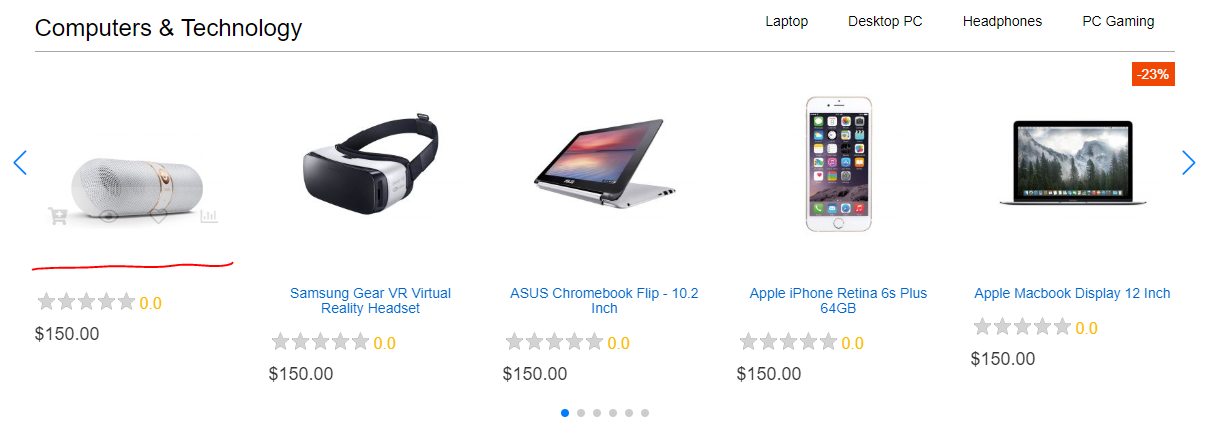 Computers & Technology
Laptop
Desktop PC
Headphones
PC Gaming
-23%
ASUS
0.0
$150.00
Samsung Gear VR Virtual
Reality Headset
0.0
$150.00
ASUS Chromebook Flip - 10.2
Inch
0.0
$150.00
Apple iPhone Retina 6s Plus
64GB
0.0
$150.00
Apple Macbook Display 12 Inch
0.0
$150.00